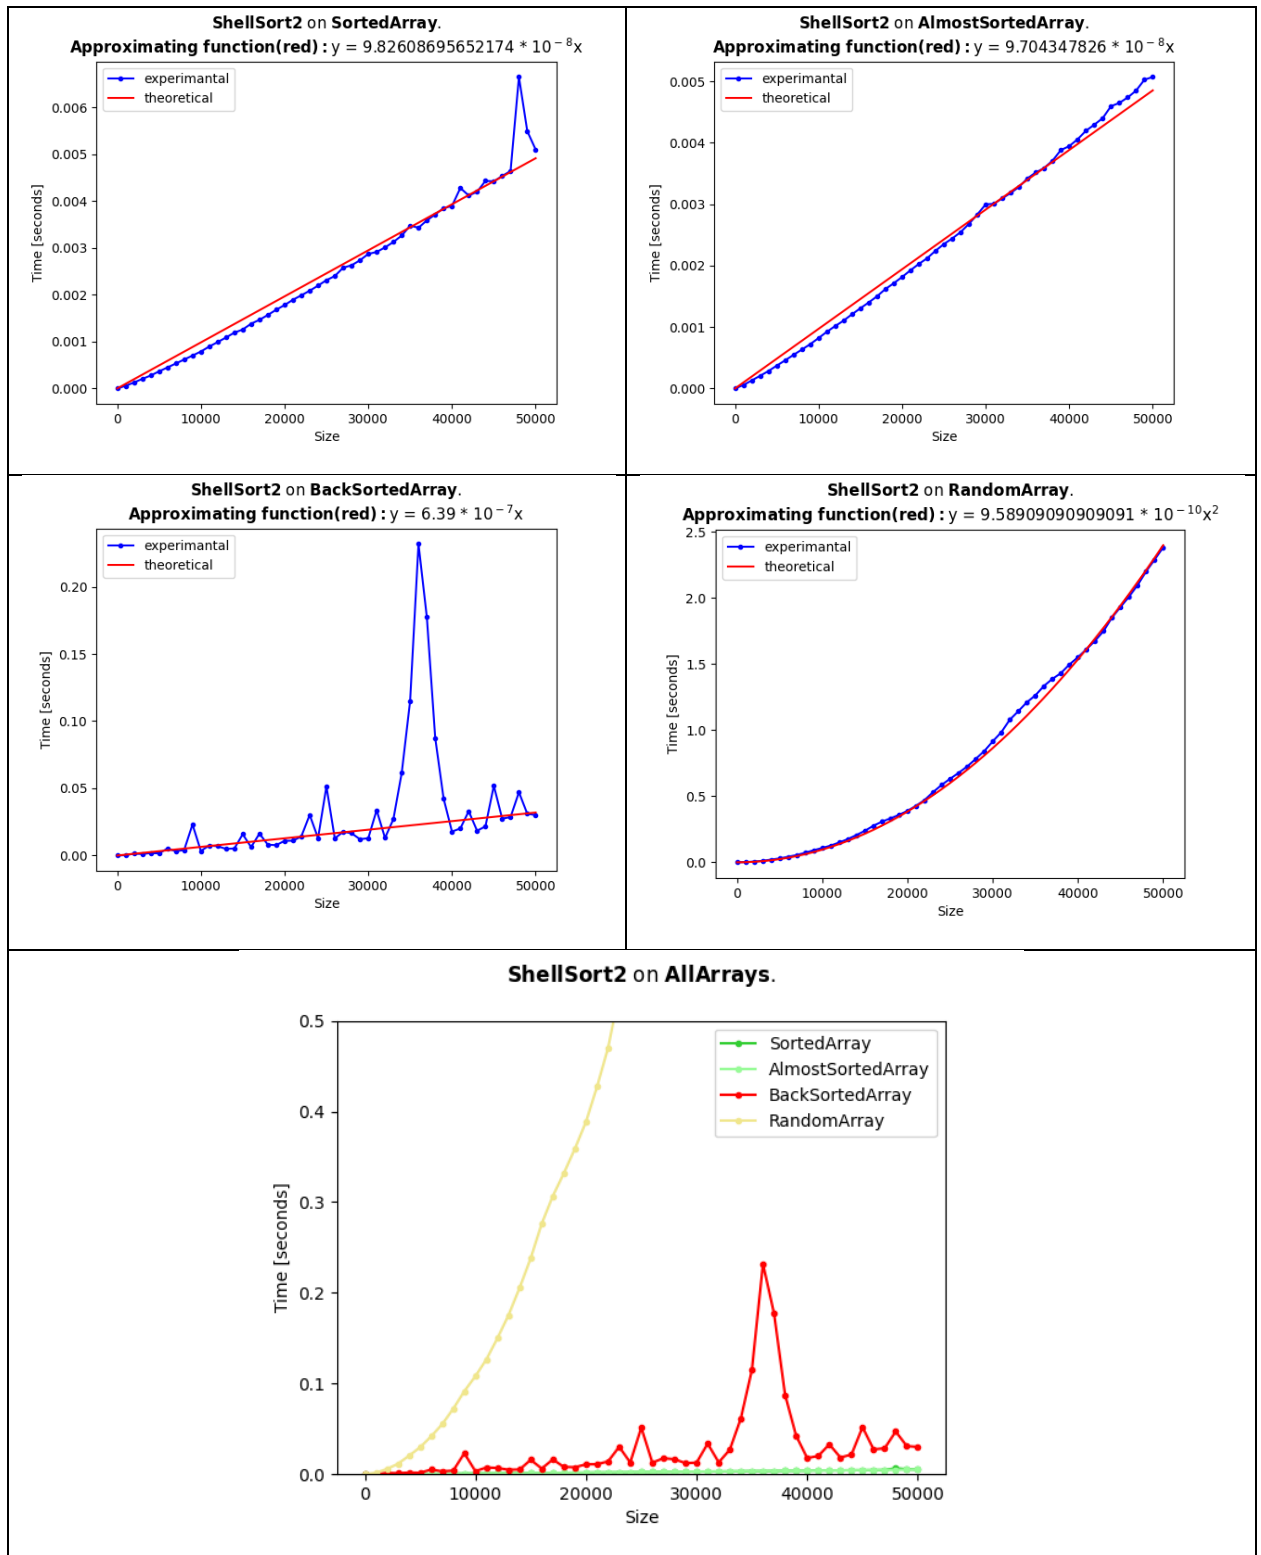 ShellSort2 on SortedArray.
Approximating function(red): y = 9.82608695652174 * 10⁻⁸x
experimantal
theoretical
0.006
0.005
0.004
0.003
0.002
0.001
0.000
Time [seconds]
0 10000 20000 30000 40000 50000
Size
ShellSort2 on AlmostSortedArray.
Approximating function(red): y = 9.704347826 * 10⁻⁸x
experimantal
theoretical
0.005
0.004
0.003
0.002
0.001
0.000
Time [seconds]
0 10000 20000 30000 40000 50000
Size
ShellSort2 on BackSortedArray.
Approximating function(red): y = 6.39 * 10⁻⁷x
experimantal
theoretical
0.20
0.15
0.10
0.05
0.00
Time [seconds]
0 10000 20000 30000 40000 50000
Size
ShellSort2 on RandomArray.
Approximating function(red): y = 9.58909090909091 * 10⁻¹⁰x²
experimantal
theoretical
2.5
2.0
1.5
1.0
0.5
0.0
Time [seconds]
0 10000 20000 30000 40000 50000
Size
ShellSort2 on AllArrays.
SortedArray
AlmostSortedArray
BackSortedArray
RandomArray
0.5
0.4
0.3
0.2
0.1
0.0
Time [seconds]
0 10000 20000 30000 40000 50000
Size